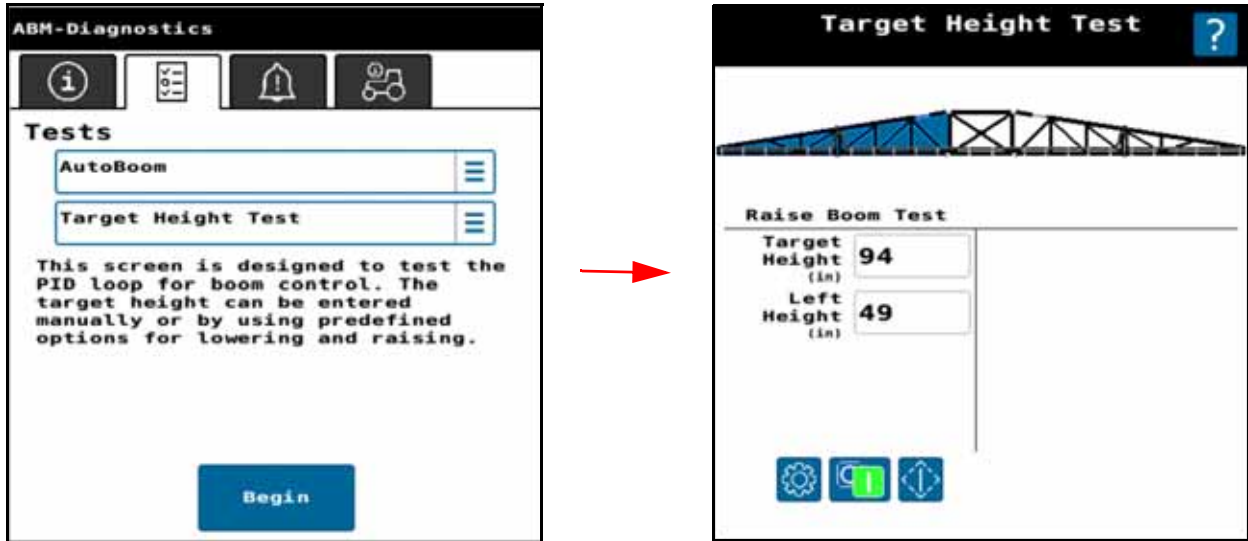 ABM-Diagnostics
Tests
AutoBoom
Target Height Test
This screen is designed to test the
PID loop for boom control. The
target height can be entered
manually or by using predefined
options for lowering and raising.
Begin
Target Height Test
?
Raise Boom Test
Target
Height
(in)
94
Left
Height
(in)
49